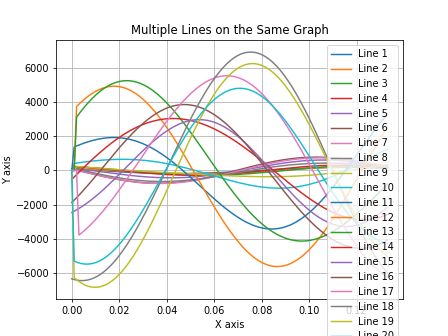 Multiple Lines on the Same Graph
Y axis
6000
4000
2000
0
−2000
−4000
−6000
0.00
0.02
0.04
0.06
0.08
0.10
X axis
Line 1
Line 2
Line 3
Line 4
Line 5
Line 6
Line 7
Line 8
Line 9
Line 10
Line 11
Line 12
Line 13
Line 14
Line 15
Line 16
Line 17
Line 18
Line 19
Line 20